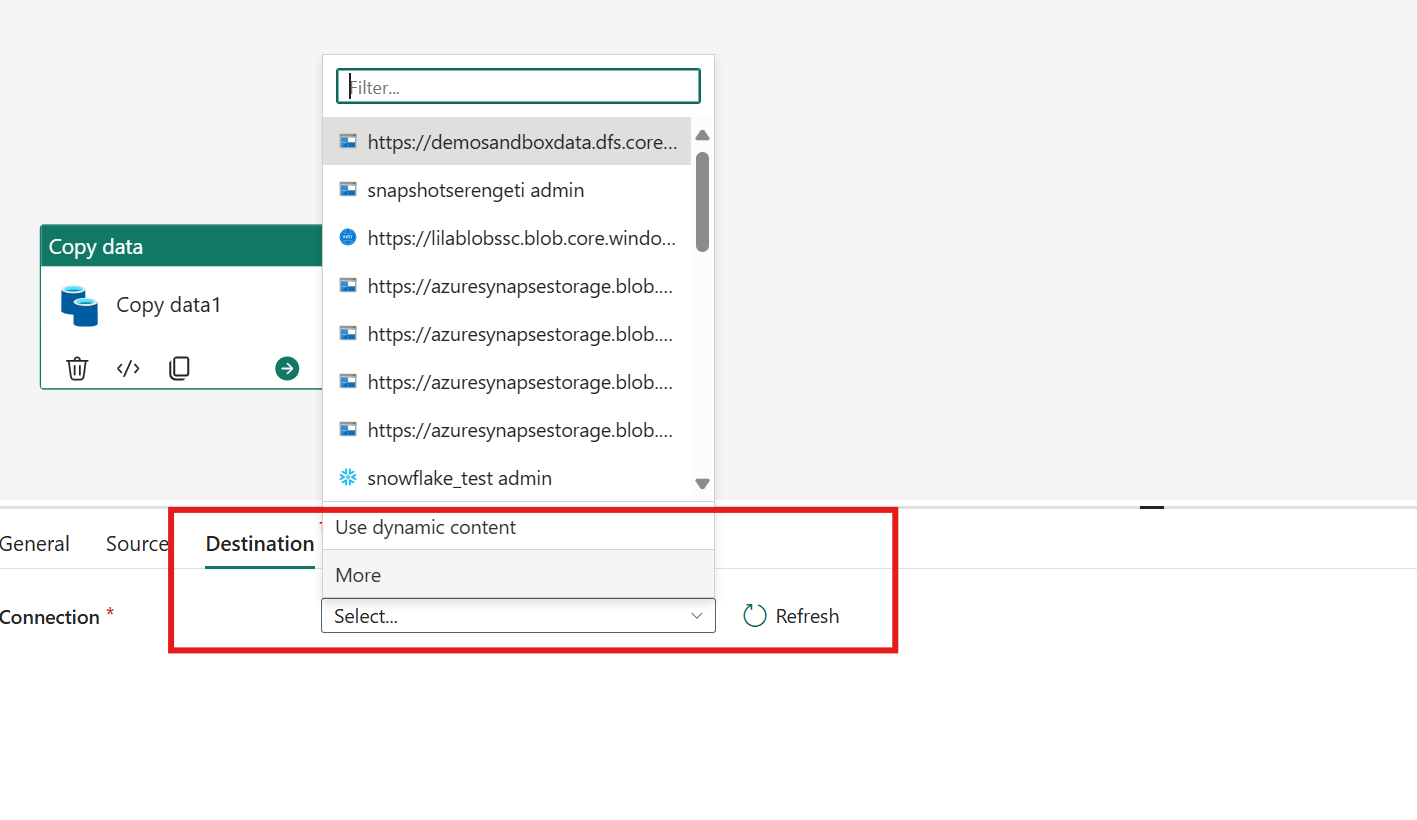 Filter...
https://demosandboxdata.dfs.core...
snapshotserengeti admin
https://lilablobssc.blob.core.windo...
https://azuresynapsestorage.blob....
https://azuresynapsestorage.blob....
https://azuresynapsestorage.blob....
https://azuresynapsestorage.blob....
snowflake_test admin
Use dynamic content
More
Copy data
Copy data1
General
Source
Destination
Connection *
Select...
Refresh